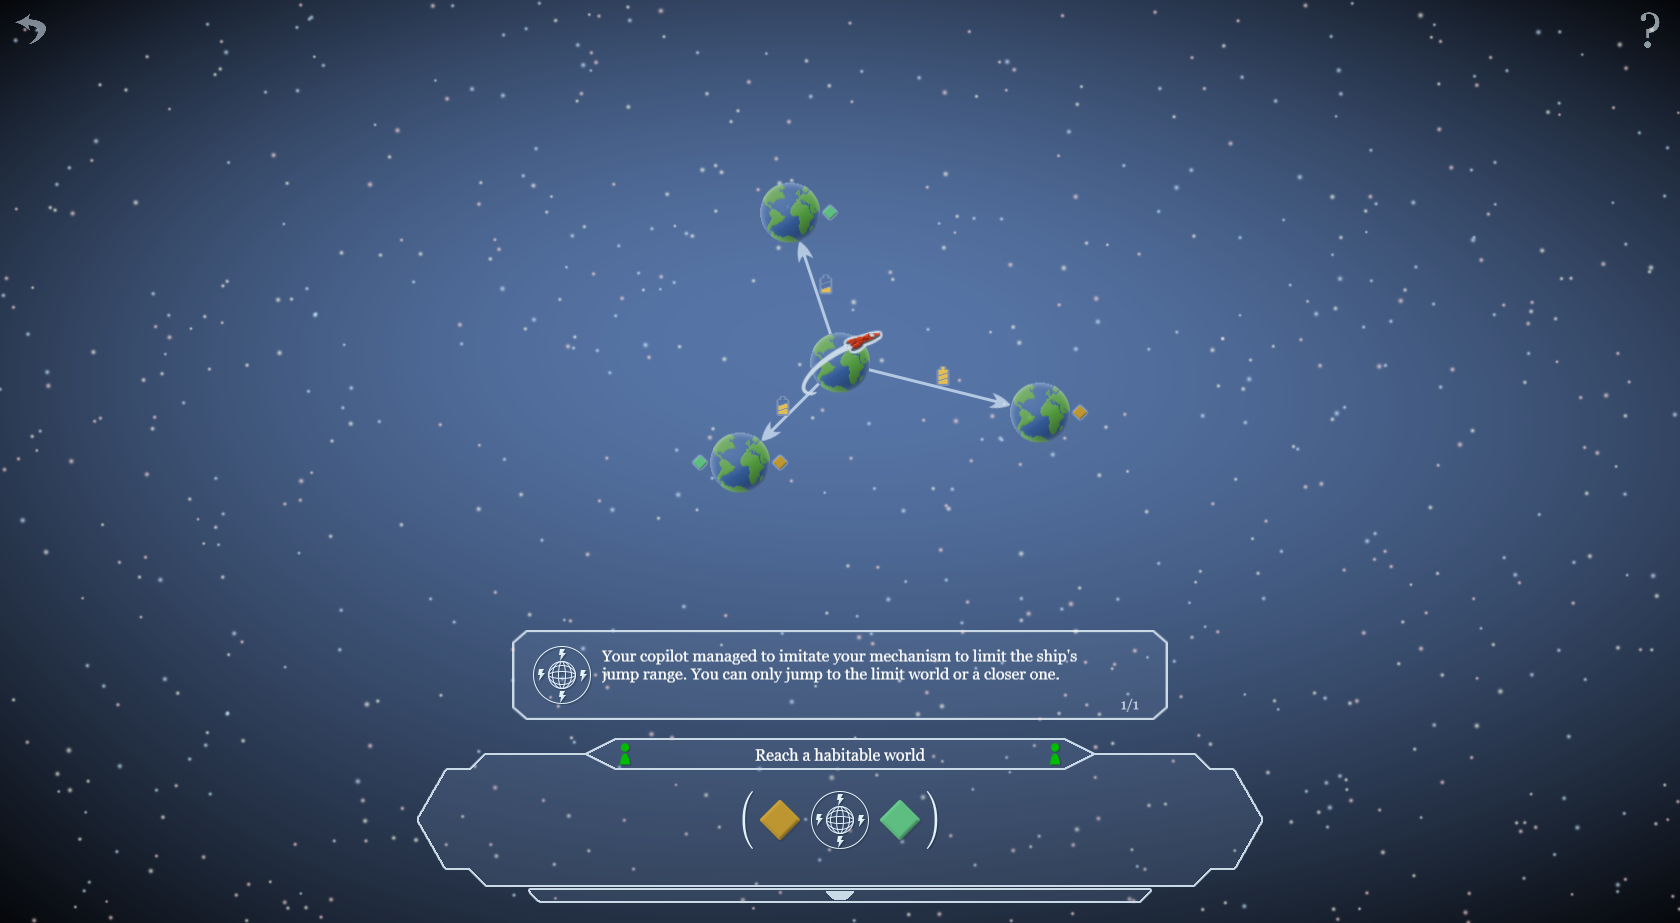 ?
Your copilot managed to imitate your mechanism to limit the ship's
jump range. You can only jump to the limit world or a closer one.
1/1
Reach a habitable world